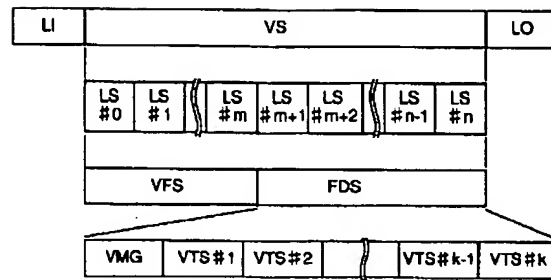 LI VS LO
LS #0 LS #1 LS #m LS #m+1 LS #m+2 LS #n-1 LS #n
VFS FDS
VMG VTS#1 VTS#2 VTS#k-1 VTS#k